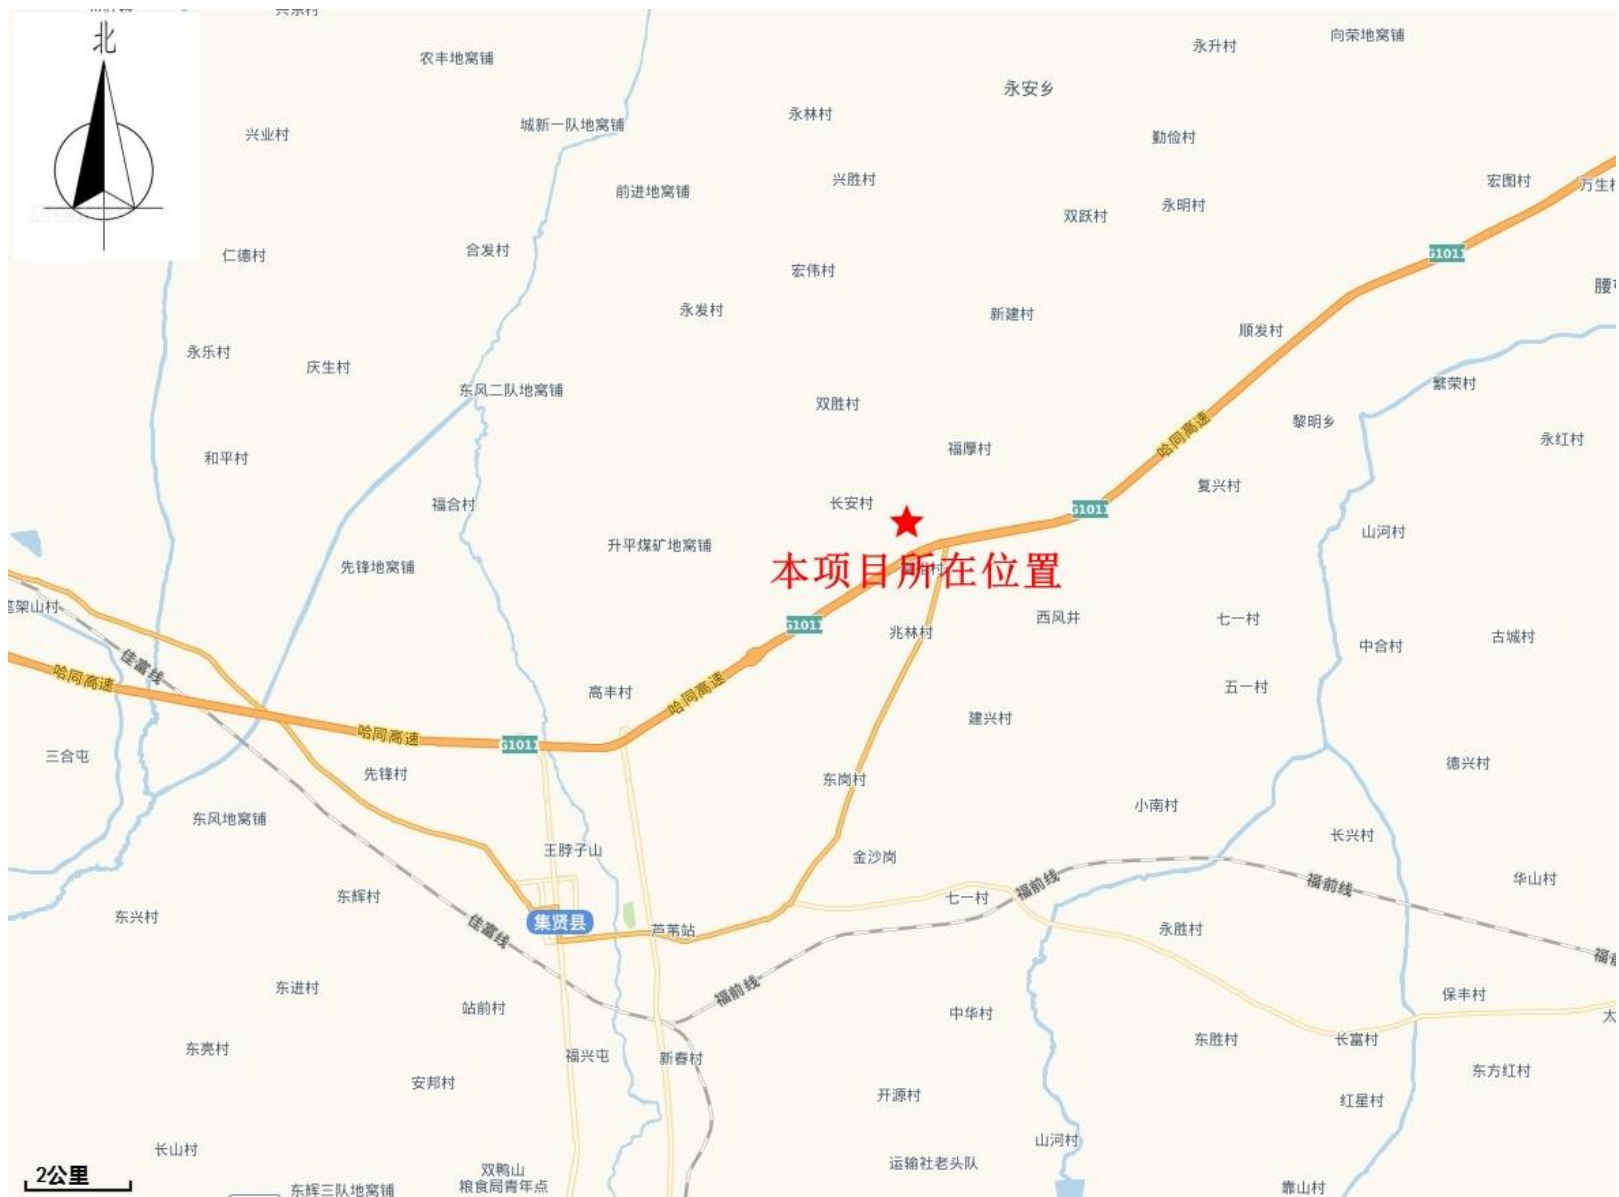 北
农丰地窝铺
永升村
向荣地窝铺
永安乡
永林村
城新一队地窝铺
兴业村
勤俭村
兴胜村
宏图村
前进地窝铺
永明村
双跃村
G1011
仁德村
合发村
宏伟村
永发村
新建村
顺发村
永乐村
庆生村
东风二队地窝铺
繁荣村
双胜村
黎明乡
哈同高速
永红村
福厚村
和平村
复兴村
长安村
福合村
G1011
山河村
升平煤矿地窝铺
先锋地窝铺
本项目所在位置
笔架山村
西风井
七一村
G1011
兆林村
古城村
中合村
佳富线
哈同高速
五一村
高丰村
哈同高速
建兴村
哈同高速
G1011
三合屯
德兴村
先锋村
东岗村
小南村
东风地窝铺
长兴村
王脖子山
金沙岗
华山村
福前线
福前线
东辉村
七一村
东兴村
集贤县
佳富线
芦苇站
永胜村
福前
东进村
福前线
保丰村
站前村
中华村
太
东胜村
长富村
东亮村
福兴屯
新春村
东方红村
安邦村
开源村
红星村
山河村
长山村
运输社老头队
双鸭山
粮食局青年点
2公里
东辉三队地窝铺
靠山村